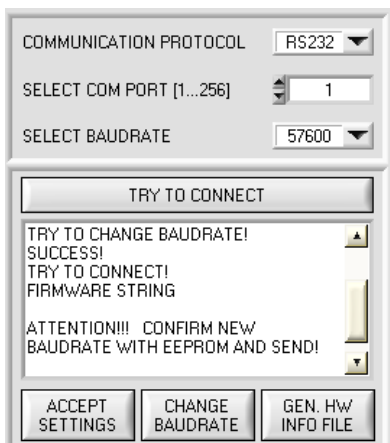 COMMUNICATION PROTOCOL RS232
SELECT COM PORT [1...256] 1
SELECT BAUDRATE 57600
TRY TO CONNECT
TRY TO CHANGE BAUDRATE!
SUCCESS!
TRY TO CONNECT!
FIRMWARE STRING
ATTENTION!!! CONFIRM NEW
BAUDRATE WITH EEPROM AND SEND!
ACCEPT SETTINGS
CHANGE BAUDRATE
GEN. HW INFO FILE